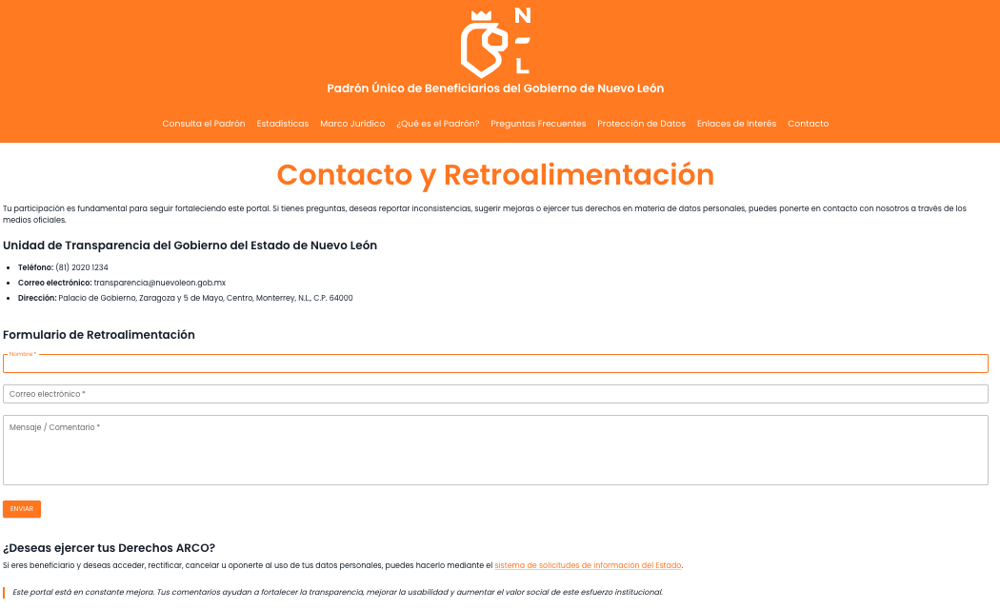 N
L
Padrón Único de Beneficiarios del Gobierno de Nuevo León
Consulta el Padrón Estadísticas Marco Jurídico ¿Qué es el Padrón? Preguntas Frecuentes Protección de Datos Enlaces de Interés Contacto
Contacto y Retroalimentación
Tu participación es fundamental para seguir fortaleciendo este portal. Si tienes preguntas, deseas reportar inconsistencias, sugerir mejoras o ejercer tus derechos en materia de datos personales, puedes ponerte en contacto con nosotros a través de los
medios oficiales.
Unidad de Transparencia del Gobierno del Estado de Nuevo León
Teléfono: (81) 2020 1234
Correo electrónico: transparencia@nuevoleon.gob.mx
Dirección: Palacio de Gobierno, Zaragoza y 5 de Mayo, Centro, Monterrey, N.L., C.P. 64000
Formulario de Retroalimentación
Nombre *
Correo electrónico *
Mensaje / Comentario *
ENVIAR
¿Deseas ejercer tus Derechos ARCO?
Si eres beneficiario y deseas acceder, rectificar, cancelar u oponerte al uso de tus datos personales, puedes hacerlo mediante el sistema de solicitudes de información del Estado.
Este portal está en constante mejora. Tus comentarios ayudan a fortalecer la transparencia, mejorar la usabilidad y aumentar el valor social de este esfuerzo institucional.